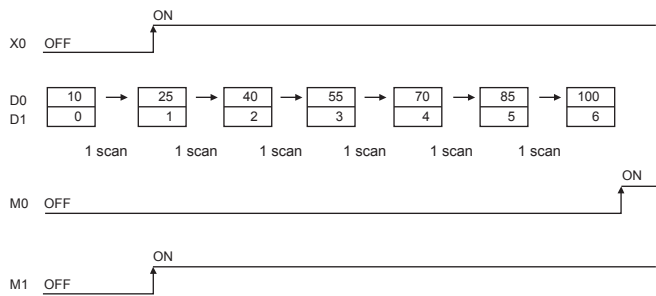 ON
X0 OFF
D0 10 25 40 55 70 85 100
D1 0 1 2 3 4 5 6
1 scan 1 scan 1 scan 1 scan 1 scan 1 scan
ON
M0 OFF
ON
M1 OFF